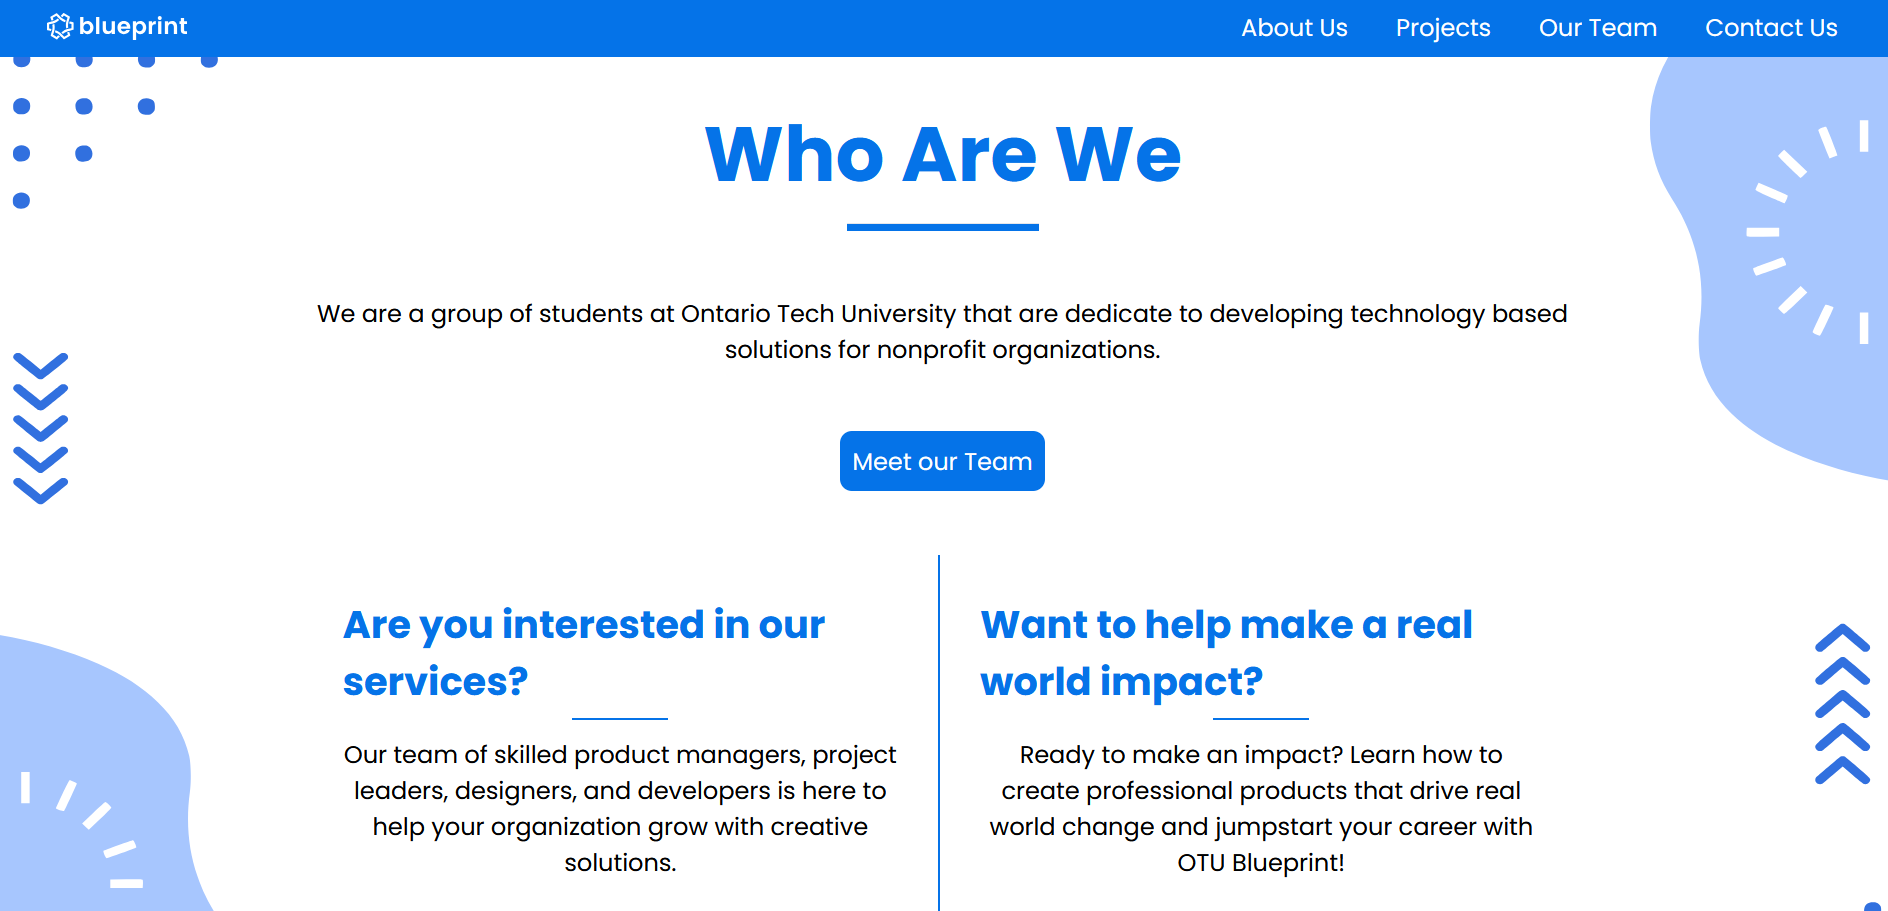 blueprint
About Us
Projects
Our Team
Contact Us
Who Are We
We are a group of students at Ontario Tech University that are dedicate to developing technology based
solutions for nonprofit organizations.
Meet our Team
Are you interested in our
services?
Our team of skilled product managers, project
leaders, designers, and developers is here to
help your organization grow with creative
solutions.
Want to help make a real
world impact?
Ready to make an impact? Learn how to
create professional products that drive real
world change and jumpstart your career with
OTU Blueprint!